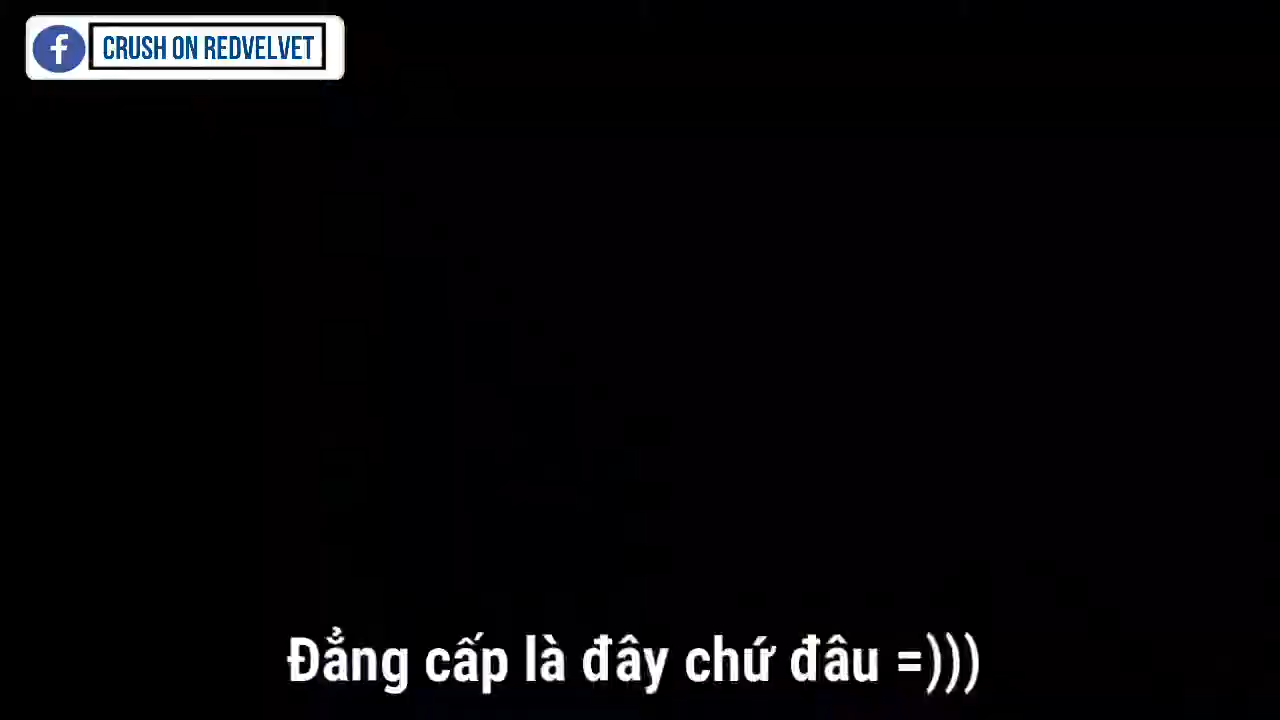 CRUSH ON REDVELVET
Đẳng cấp là đây chứ đâu =)))